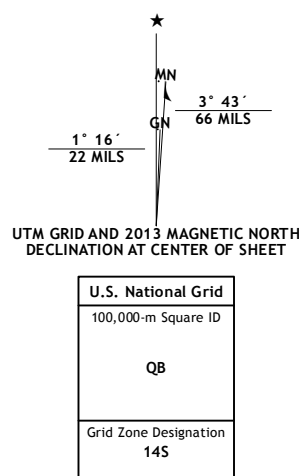 ★
MN
3° 43´
66 MILS
GN
1° 16´
22 MILS
UTM GRID AND 2013 MAGNETIC NORTH
DECLINATION AT CENTER OF SHEET
U.S. National Grid
100,000-m Square ID
QB
Grid Zone Designation
14S